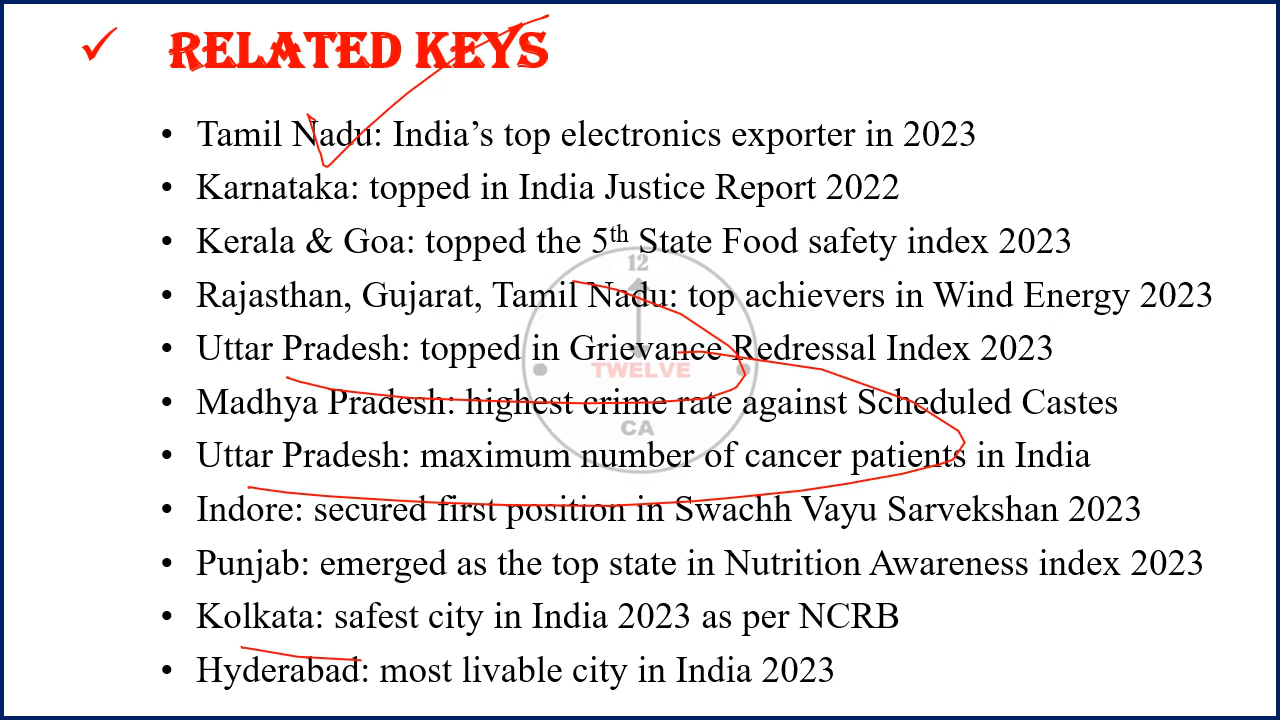 ✓ RELATED KEYS
• Tamil Nadu: India’s top electronics exporter in 2023
• Karnataka: topped in India Justice Report 2022
• Kerala & Goa: topped the 5th State Food safety index 2023
12
• Rajasthan, Gujarat, Tamil Nadu: top achievers in Wind Energy 2023
• Uttar Pradesh: topped in Grievance Redressal Index 2023
TWELVE
• Madhya Pradesh: highest crime rate against Scheduled Castes
CA
• Uttar Pradesh: maximum number of cancer patients in India
• Indore: secured first position in Swachh Vayu Sarvekshan 2023
• Punjab: emerged as the top state in Nutrition Awareness index 2023
• Kolkata: safest city in India 2023 as per NCRB
• Hyderabad: most livable city in India 2023